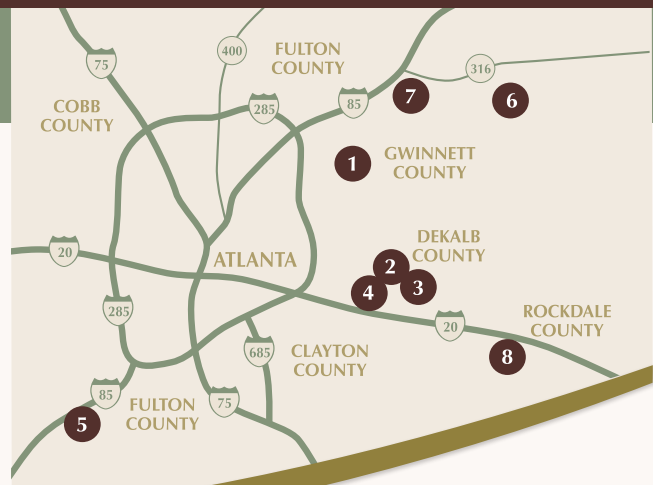 400
FULTON
COUNTY
75
316
7
6
COBB
COUNTY
285
85
1
GWINNETT
COUNTY
DEKALB
COUNTY
20
ATLANTA
2
3
4
285
20
ROCKDALE
COUNTY
685
CLAYTON
COUNTY
8
85
75
FULTON
COUNTY
5